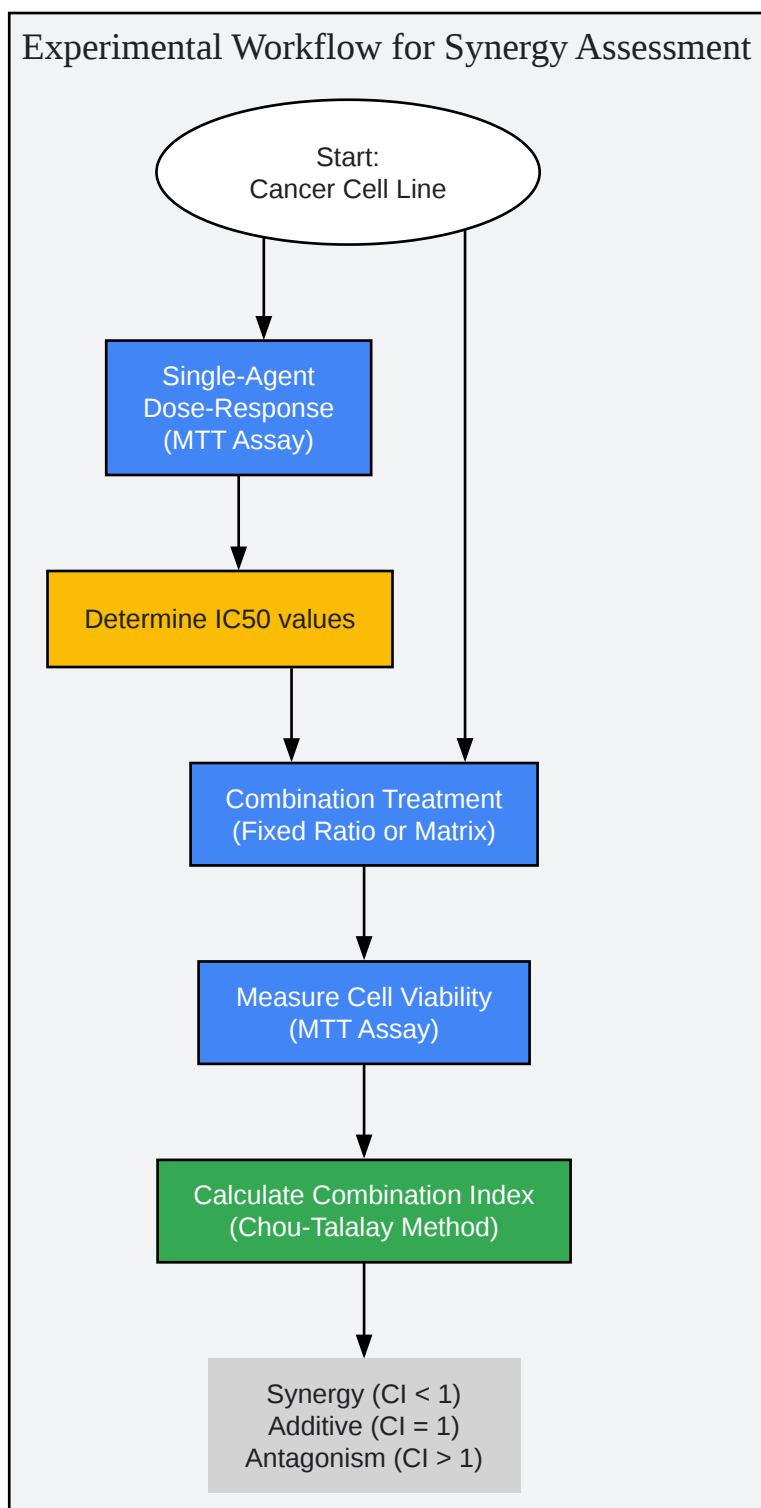 Experimental Workflow for Synergy Assessment
Start:
Cancer Cell Line
Single-Agent
Dose-Response
(MTT Assay)
Determine IC50 values
Combination Treatment
(Fixed Ratio or Matrix)
Measure Cell Viability
(MTT Assay)
Calculate Combination Index
(Chou-Talalay Method)
Synergy (CI < 1)
Additive (CI = 1)
Antagonism (CI > 1)